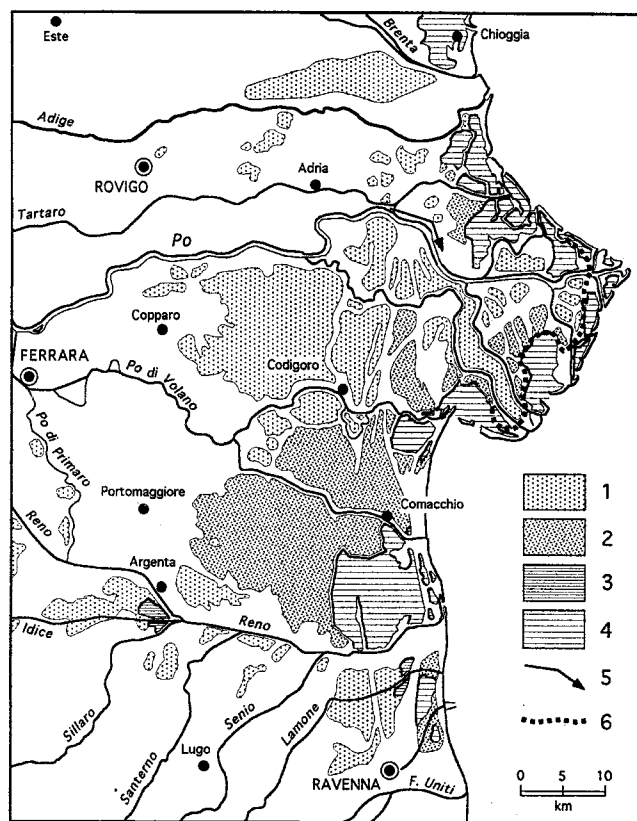 Este
Brenta
Chioggia
Adige
ROVIGO
Adria
Tartaro
Po
Copparo
FERRARA
Codigoro
Po di Volano
Po di Primaro
Reno
Portomaggiore
Comacchio
Argenta
Idice
Reno
Sillaro
Santerno
Senio
Lamone
Lugo
RAVENNA
F. Uniti
1
2
3
4
5
6
0 5 10
km